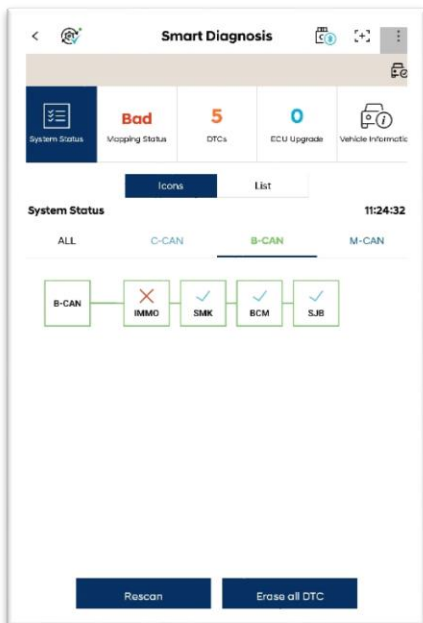 Smart Diagnosis
Bad 5 0
System Status Mapping Status DTCs ECU Upgrade Vehicle Informatic
Icons List
System Status 11:24:32
ALL C-CAN B-CAN M-CAN
B-CAN IMMO SMK BCM SJB
Rescan Erase all DTC